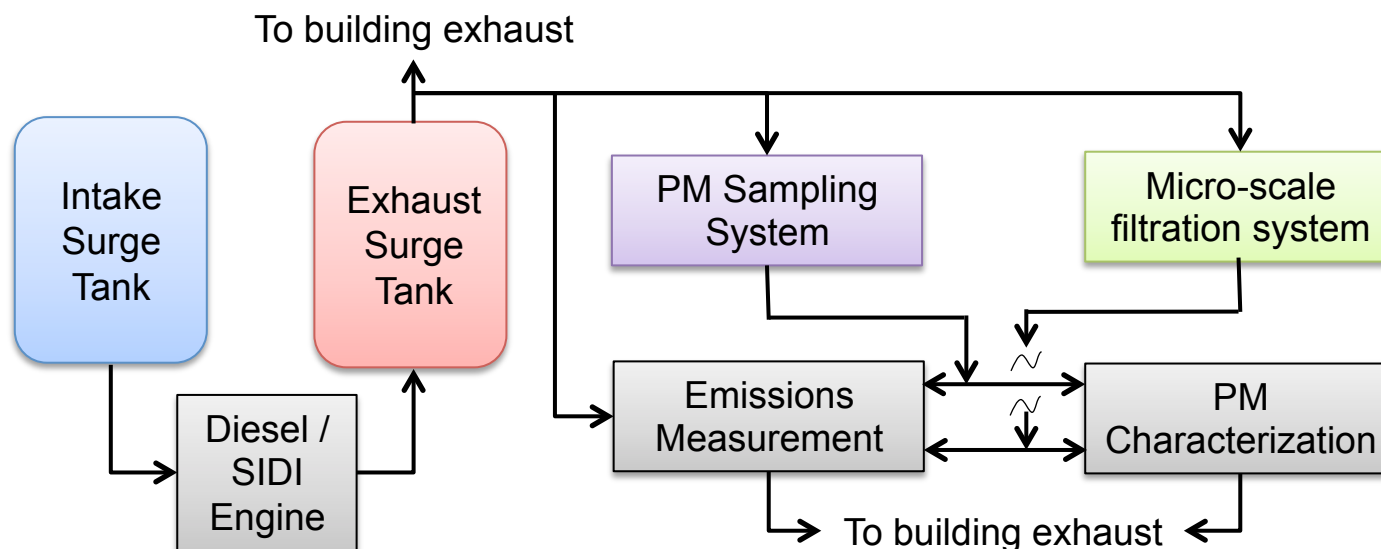 To building exhaust
Intake
Surge
Tank
Exhaust
Surge
Tank
PM Sampling
System
Micro-scale
filtration system
Diesel /
SIDI
Engine
Emissions
Measurement
PM
Characterization
To building exhaust